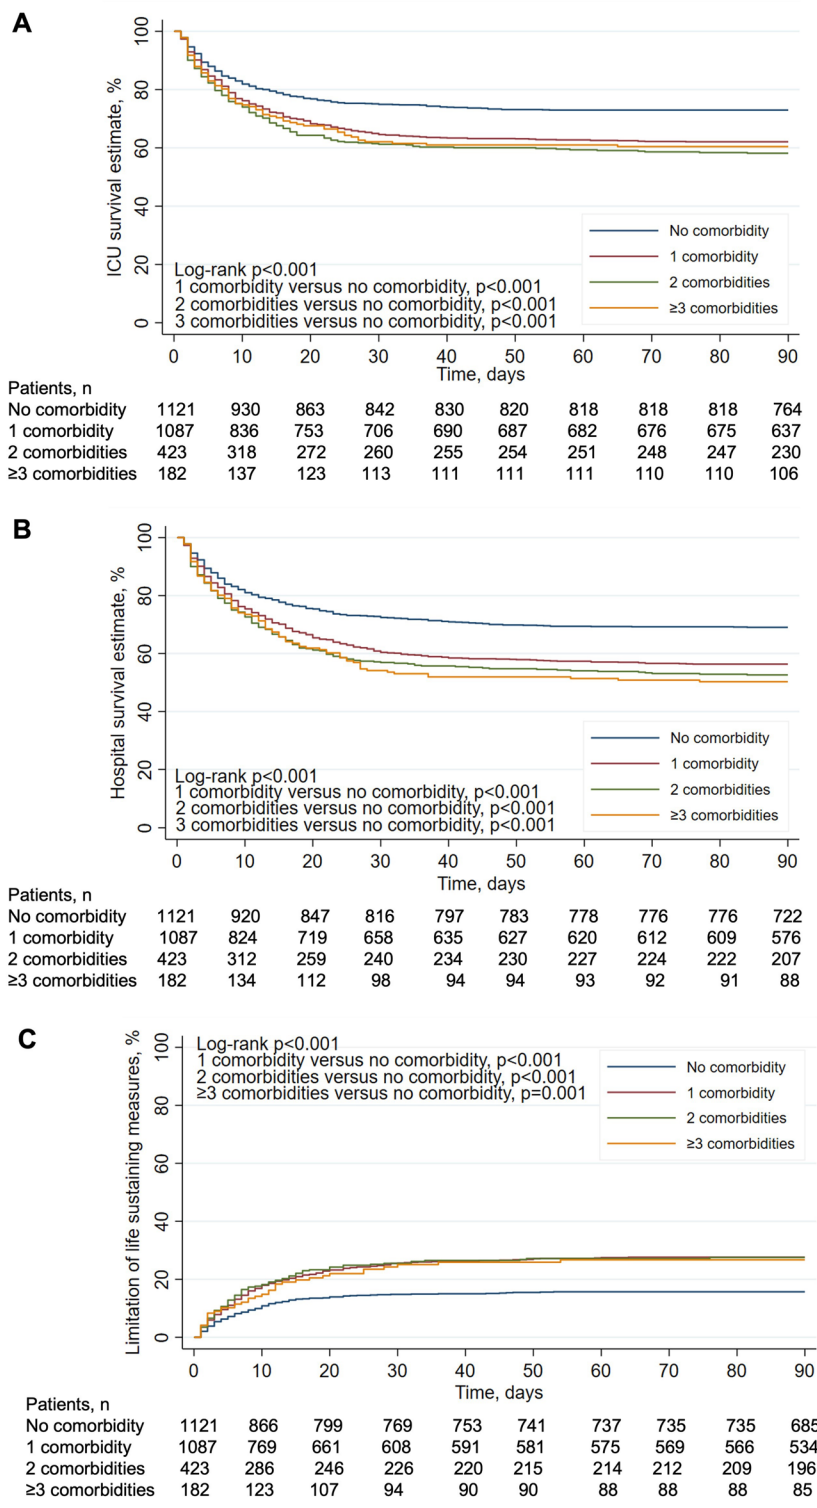 A
ICU survival estimate, %
100
80
60
40
20
0
Log-rank p<0.001
1 comorbidity versus no comorbidity, p<0.001
2 comorbidities versus no comorbidity, p<0.001
3 comorbidities versus no comorbidity, p<0.001
No comorbidity
1 comorbidity
2 comorbidities
≥3 comorbidities
0 10 20 30 40 50 60 70 80 90
Time, days
Patients, n
No comorbidity 1121 930 863 842 830 820 818 818 818 764
1 comorbidity 1087 836 753 706 690 687 682 676 675 637
2 comorbidities 423 318 272 260 255 254 251 248 247 230
≥3 comorbidities 182 137 123 113 111 111 111 110 110 106
B
Hospital survival estimate, %
100
80
60
40
20
0
Log-rank p<0.001
1 comorbidity versus no comorbidity, p<0.001
2 comorbidities versus no comorbidity, p<0.001
3 comorbidities versus no comorbidity, p<0.001
No comorbidity
1 comorbidity
2 comorbidities
≥3 comorbidities
0 10 20 30 40 50 60 70 80 90
Time, days
Patients, n
No comorbidity 1121 920 847 816 797 783 778 776 776 722
1 comorbidity 1087 824 719 658 635 627 620 612 609 576
2 comorbidities 423 312 259 240 234 230 227 224 222 207
≥3 comorbidities 182 134 112 98 94 94 93 92 91 88
C
Limitation of life sustaining measures, %
100
80
60
40
20
0
Log-rank p<0.001
1 comorbidity versus no comorbidity, p<0.001
2 comorbidities versus no comorbidity, p<0.001
≥3 comorbidities versus no comorbidity, p=0.001
No comorbidity
1 comorbidity
2 comorbidities
≥3 comorbidities
0 10 20 30 40 50 60 70 80 90
Time, days
Patients, n
No comorbidity 1121 866 799 769 753 741 737 735 735 685
1 comorbidity 1087 769 661 608 591 581 575 569 566 534
2 comorbidities 423 286 246 226 220 215 214 212 209 196
≥3 comorbidities 182 123 107 94 90 90 88 88 88 85